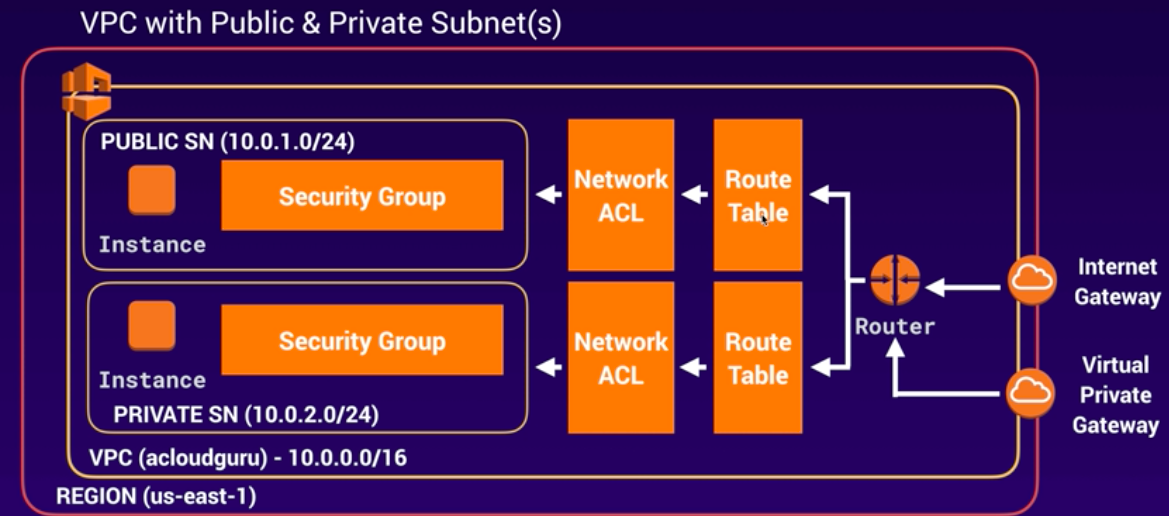 VPC with Public & Private Subnet(s)
PUBLIC SN (10.0.1.0/24)
Instance
Security Group
Network
ACL
Route
Table
Instance
Security Group
PRIVATE SN (10.0.2.0/24)
Network
ACL
Route
Table
Router
Internet
Gateway
Virtual
Private
Gateway
VPC (acloudguru) - 10.0.0.0/16
REGION (us-east-1)